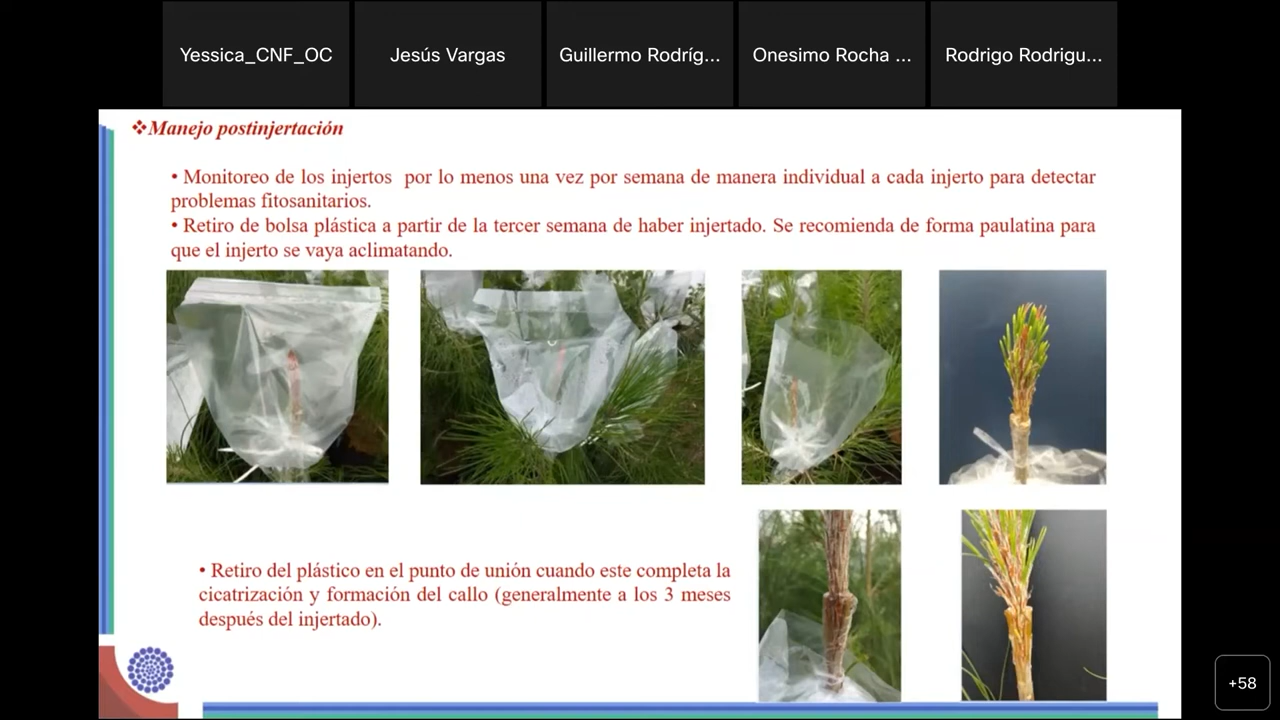 Yessica_CNF_OC
Jesús Vargas
Guillermo Rodríg...
Onesimo Rocha ...
Rodrigo Rodrigu...
❖Manejo postinjertación
• Monitoreo de los injertos por lo menos una vez por semana de manera individual a cada injerto para detectar
problemas fitosanitarios.
• Retiro de bolsa plástica a partir de la tercer semana de haber injertado. Se recomienda de forma paulatina para
que el injerto se vaya aclimatando.
• Retiro del plástico en el punto de unión cuando este completa la
cicatrización y formación del callo (generalmente a los 3 meses
después del injertado).
+58